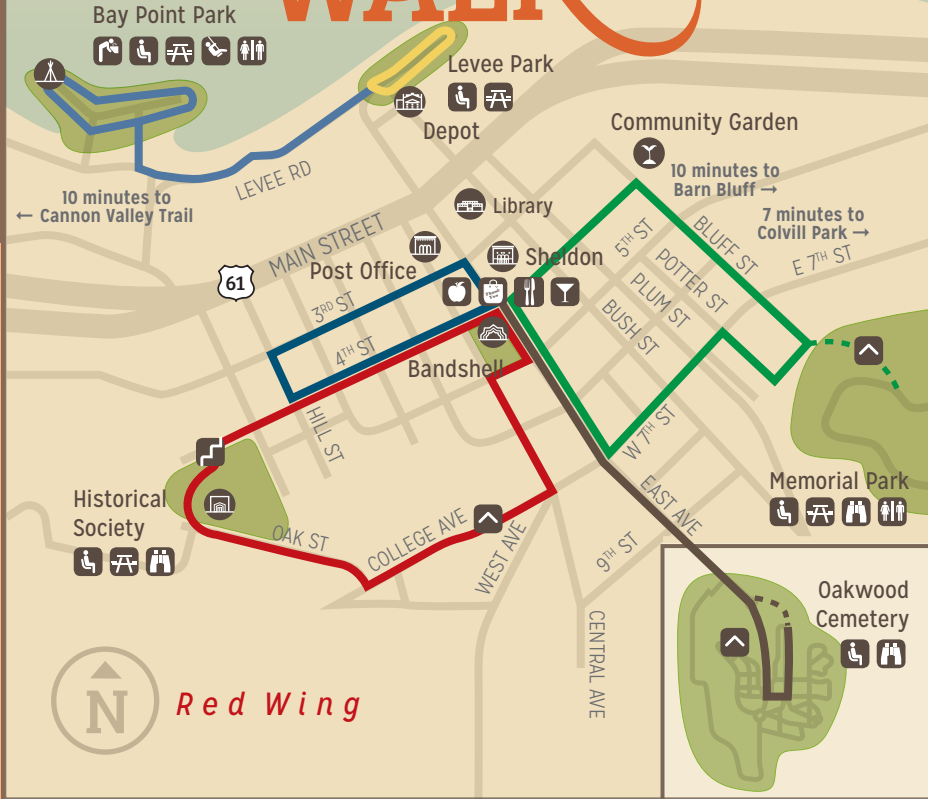 WALK
Bay Point Park
Levee Park
Depot
Community Garden
10 minutes to
Barn Bluff →
10 minutes to
← Cannon Valley Trail
LEVEE RD
7 minutes to
Colvill Park →
Library
MAIN STREET
5TH ST
BLUFF ST
E 7TH ST
Post Office
Sheldon
61
POTTER ST
PLUM ST
BUSH ST
3RD ST
4TH ST
Bandshell
HILL ST
W 7TH ST
Historical
Society
Memorial Park
EAST AVE
OAK ST
COLLEGE AVE
WEST AVE
9TH ST
Oakwood
Cemetery
CENTRAL AVE
N
Red Wing